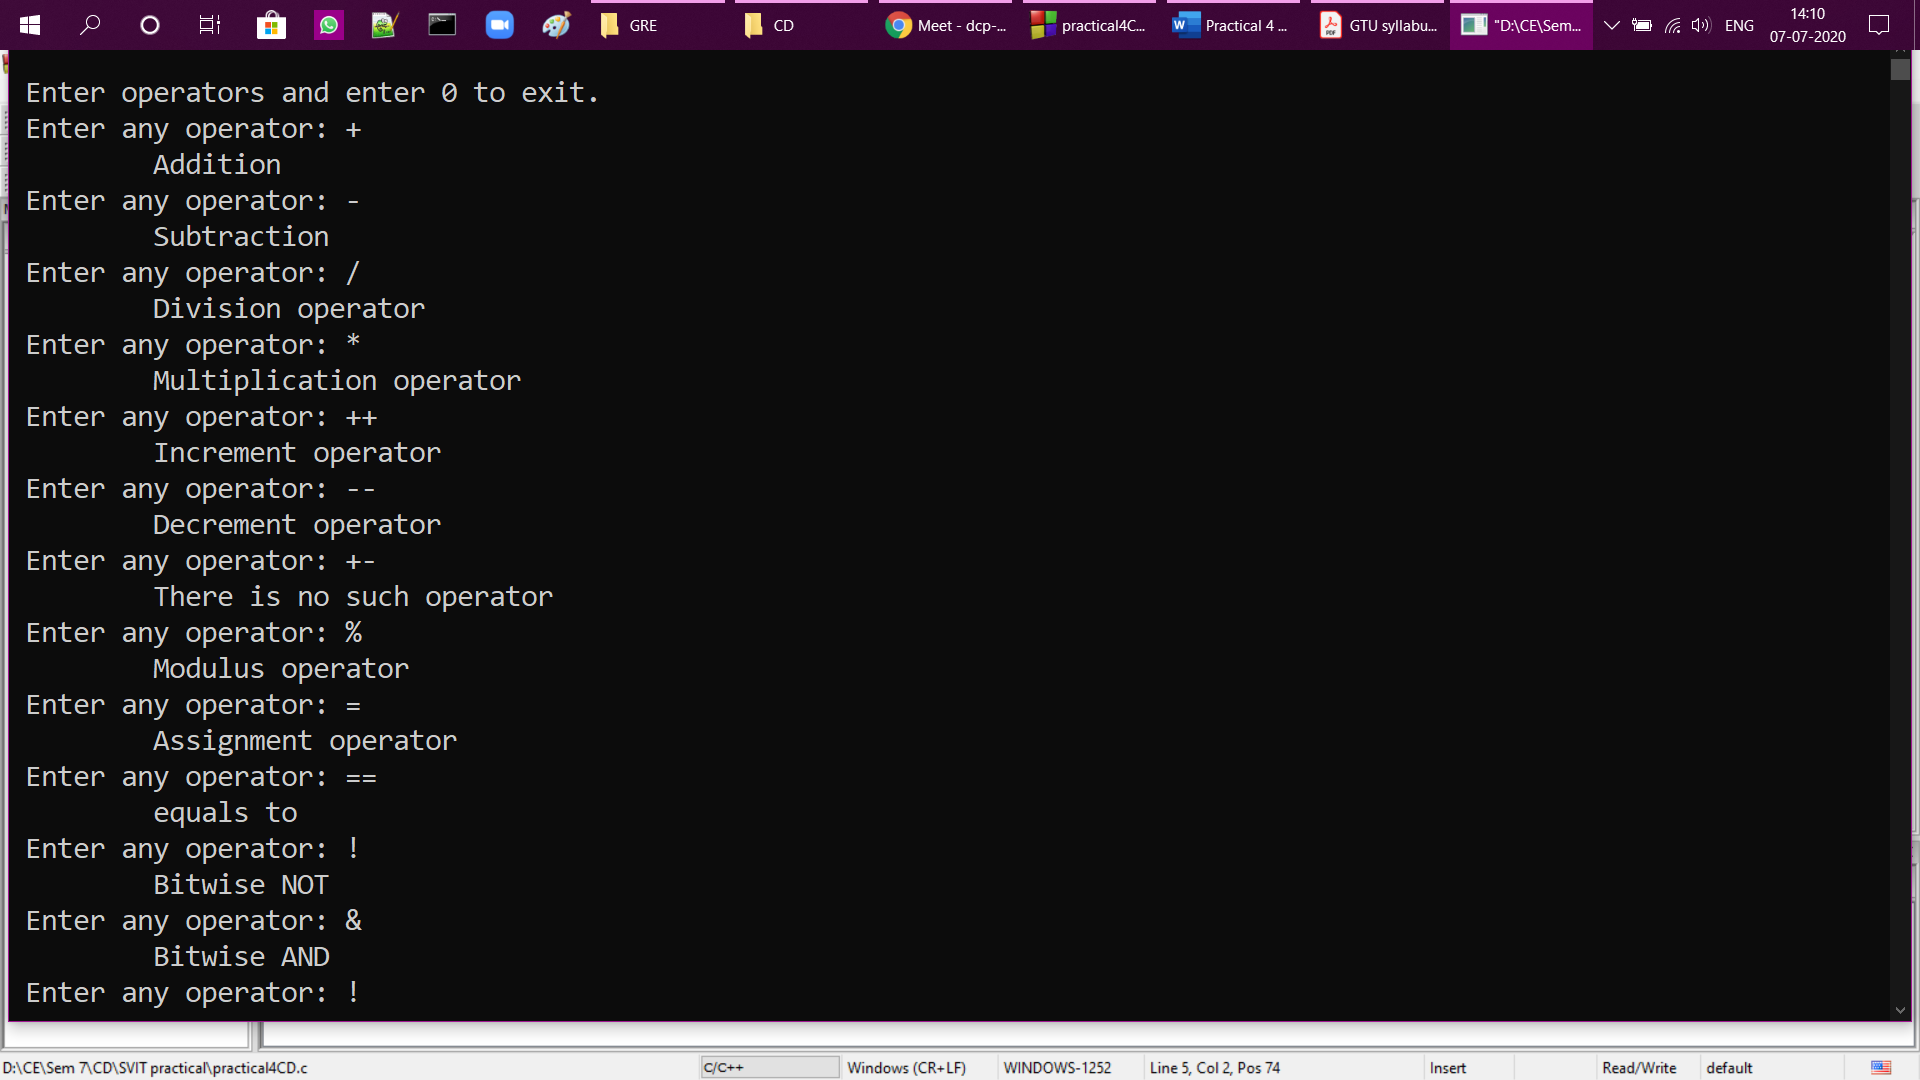 GRE
CD
Meet - dcp-...
practical4C...
Practical 4 ...
GTU syllabu...
"D:\CE\Sem...
ENG
14:10
07-07-2020
Enter operators and enter 0 to exit.
Enter any operator: +
Addition
Enter any operator: -
Subtraction
Enter any operator: /
Division operator
Enter any operator: *
Multiplication operator
Enter any operator: ++
Increment operator
Enter any operator: --
Decrement operator
Enter any operator: +-
There is no such operator
Enter any operator: %
Modulus operator
Enter any operator: =
Assignment operator
Enter any operator: ==
equals to
Enter any operator: !
Bitwise NOT
Enter any operator: &
Bitwise AND
Enter any operator: !
D:\CE\Sem 7\CD\SVIT practical\practical4CD.c
C/C++
Windows (CR+LF)
WINDOWS-1252
Line 5, Col 2, Pos 74
Insert
Read/Write
default